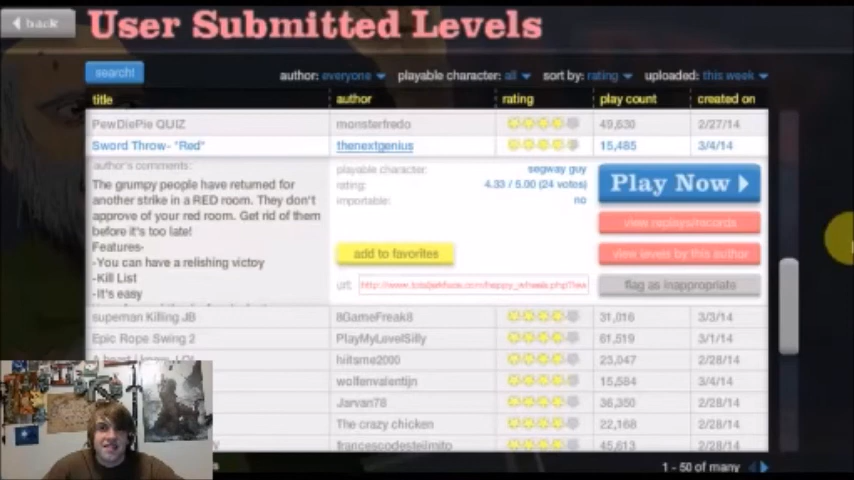 back
User Submitted Levels
search!
author: everyone
playable character: all
sort by: rating
uploaded: this week
title author rating play count created on
PewDiePie QUIZ monsterfredo 49,630 2/27/14
Sword Throw- "Red" thenextgenius 15,485 3/4/14
author's comments:
The grumpy people have returned for
another strike in a RED room. They don't
approve of your red room. Get rid of them
before it's too late!
Features-
-You can have a relishing victoy
-Kill List
-It's easy
playable character: segway guy
rating: 4.33 / 5.00 (24 votes)
importable: no
add to favorites
url:
Play Now
view replays/records
view levels by this author
flag as inappropriate
supeman Killing JB 8GameFreak8 31,016 3/3/14
Epic Rope Swing 2 PlayMyLevelSilly 61,519 3/1/14
hiitsme2000 23,047 2/28/14
wolfenvalentijn 15,584 3/4/14
Jarvan78 36,350 2/28/14
The crazy chicken 22,168 2/28/14
francescodestelmito 45,613 2/28/14
1 - 50 of many